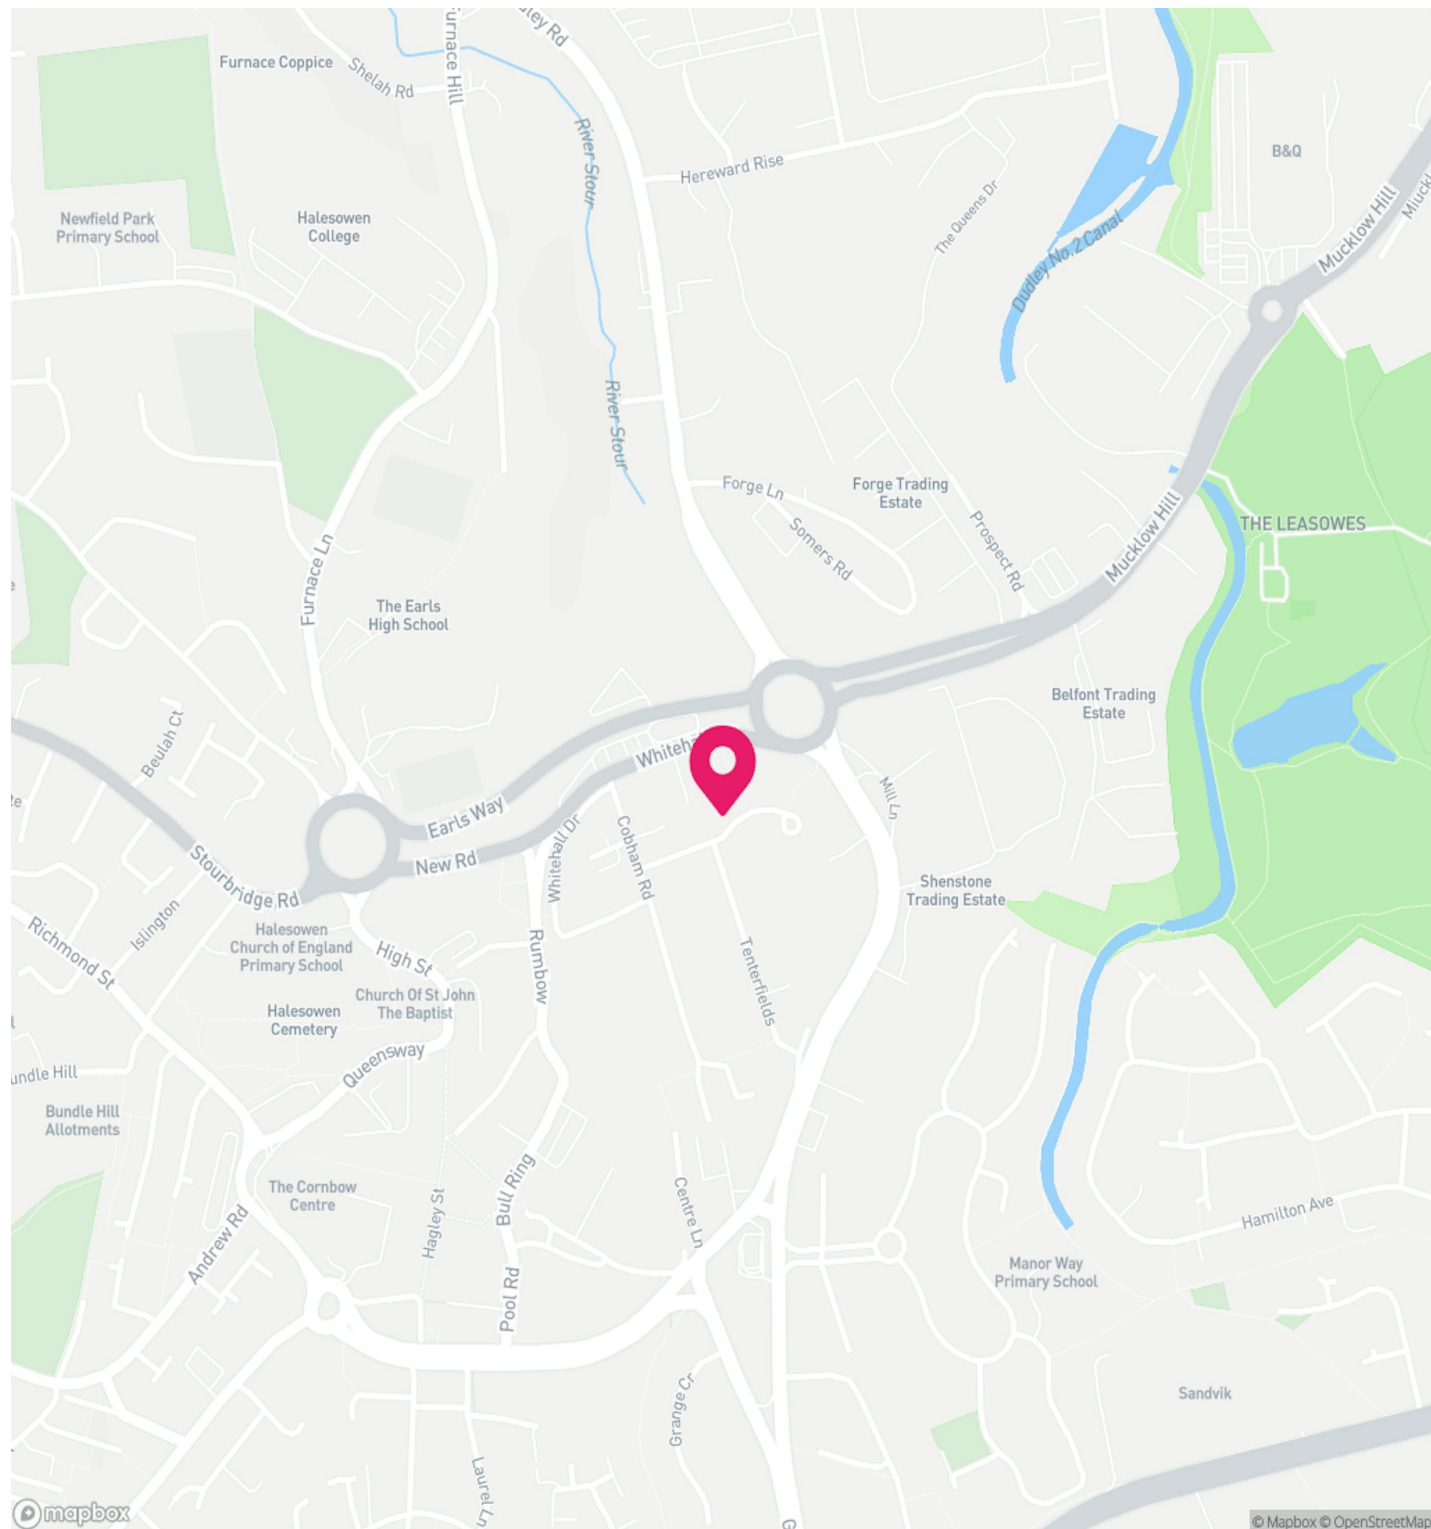 Furnace Coppice
Shelah Rd
Furnace Hill
River Stour
Hereward Rise
The Queens Dr
B&Q
Mucklow Hill
Dudley No.2 Canal
Newfield Park
Primary School
Halesowen
College
River Stour
Forge Ln
Somers Rd
Forge Trading
Estate
Prospect Rd
Mucklow Hill
THE LEASOWES
Furnace Ln
The Earls
High School
Belfont Trading
Estate
Beulah Ct
Earls Way
New Rd
Whitehall Dr
Cobham Rd
Mill Ln
Stourbridge Rd
Islington
Richmond St
Halesowen
Church of England
Primary School
High St
Church Of St John
The Baptist
Halesowen
Cemetery
Queensway
Rumbow
Tenterfields
Shenstone
Trading Estate
Bundle Hill
Allotments
The Cornbow
Centre
Andrew Rd
Hagley St
Bull Ring
Pool Rd
Centre Ln
Hamilton Ave
Manor Way
Primary School
Grange Cr
Laurel Ln
Sandvik
mapbox
© Mapbox © OpenStreetMap